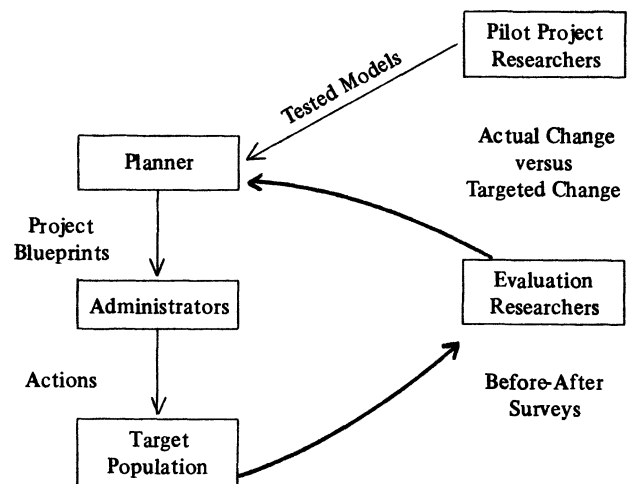 Pilot Project
Researchers
Tested Models
Actual Change
versus
Targeted Change
Planner
Project
Blueprints
Evaluation
Researchers
Administrators
Actions
Before-After
Surveys
Target
Population